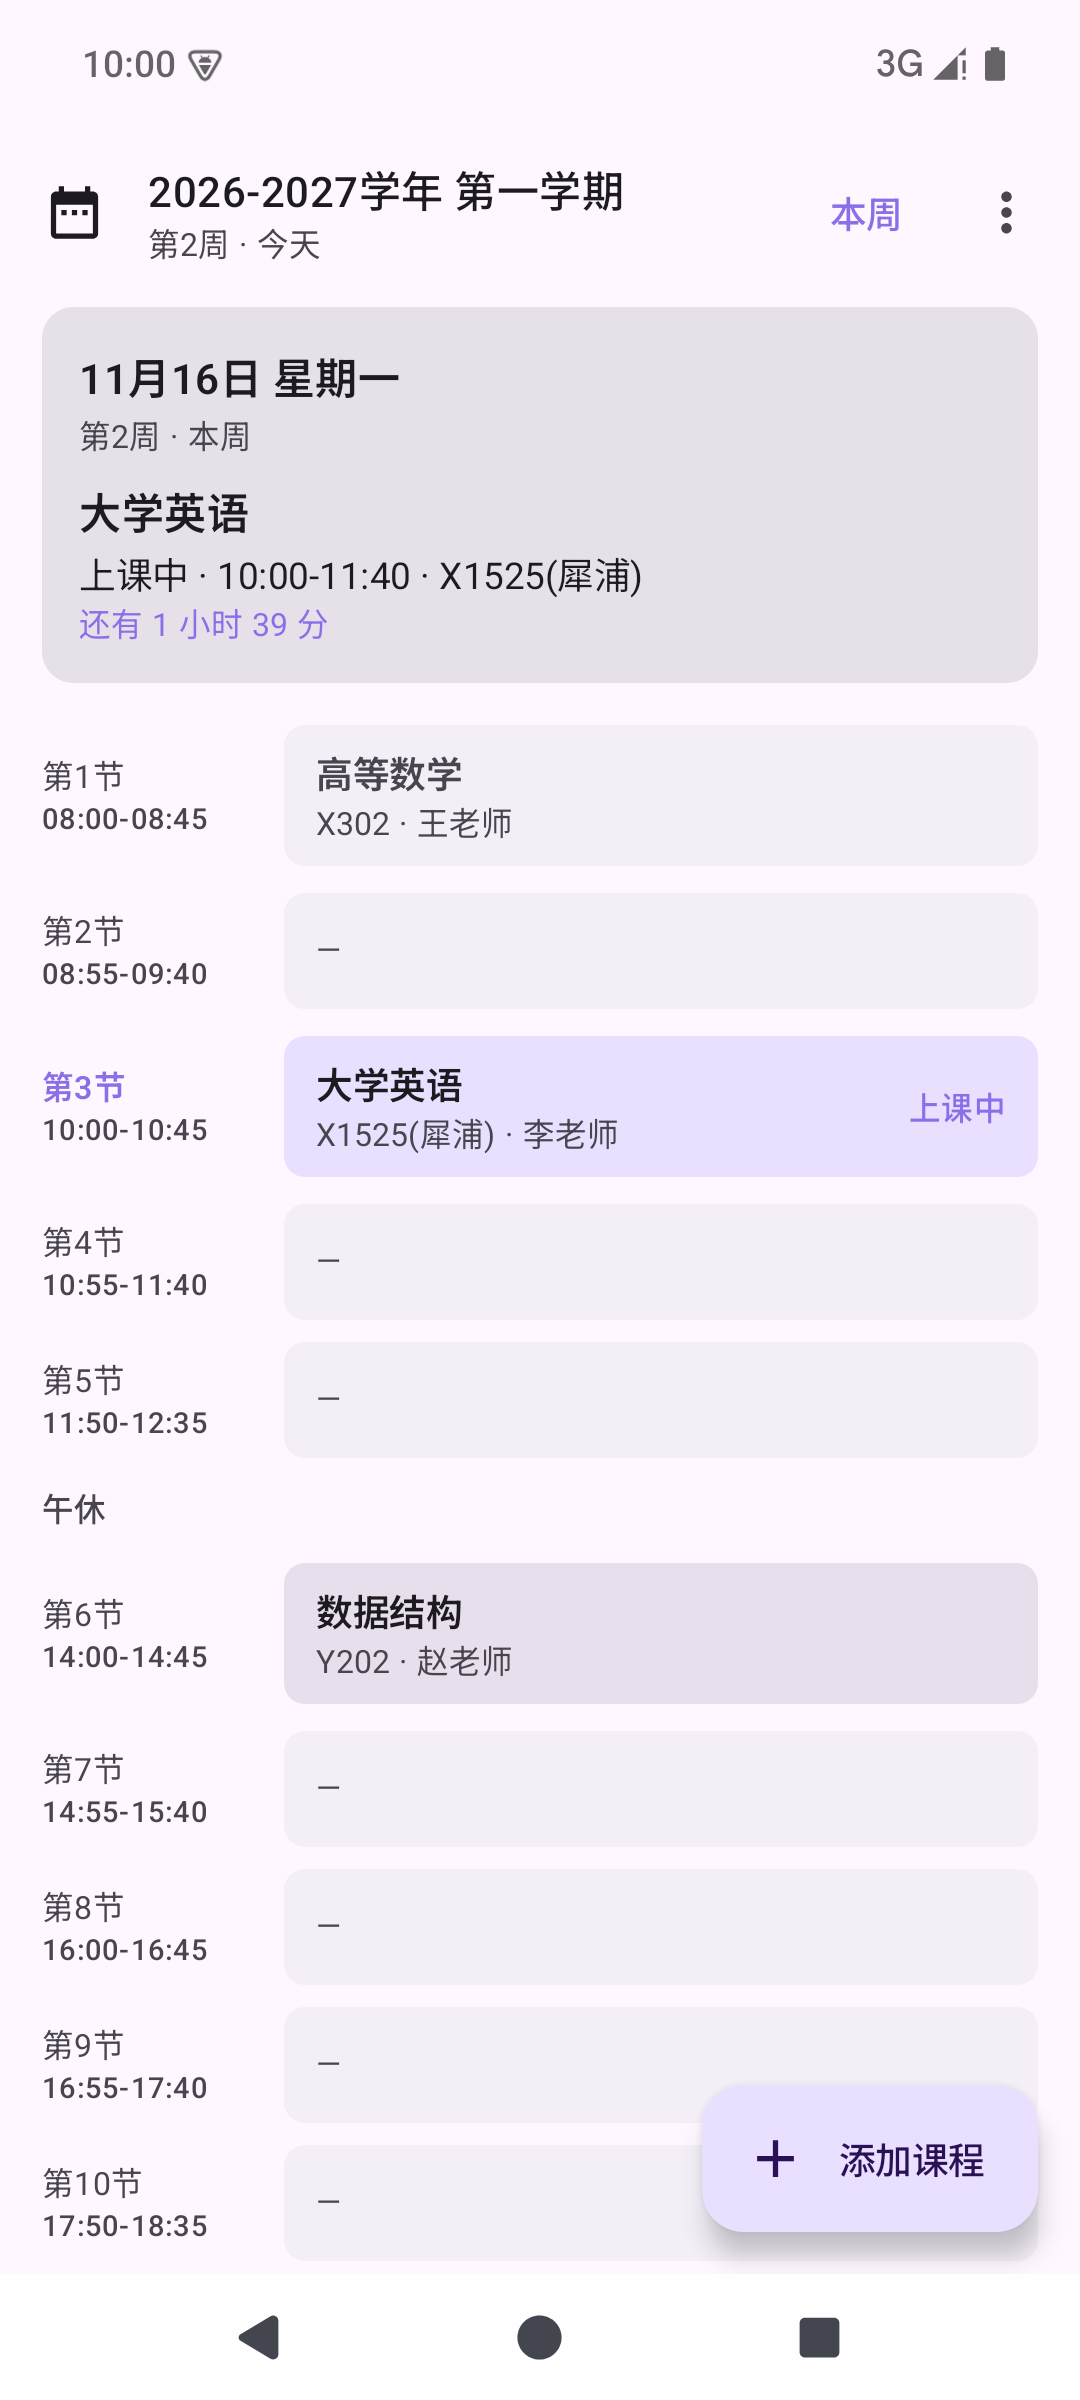 10:00
3G
2026-2027学年 第一学期
第2周 · 今天
本周
11月16日 星期一
第2周 · 本周
大学英语
上课中 · 10:00-11:40 · X1525(犀浦)
还有 1 小时 39 分
第1节
08:00-08:45
高等数学
X302 · 王老师
第2节
08:55-09:40
–
第3节
10:00-10:45
大学英语
X1525(犀浦) · 李老师
上课中
第4节
10:55-11:40
–
第5节
11:50-12:35
–
午休
第6节
14:00-14:45
数据结构
Y202 · 赵老师
第7节
14:55-15:40
–
第8节
16:00-16:45
–
第9节
16:55-17:40
–
第10节
17:50-18:35
–
添加课程